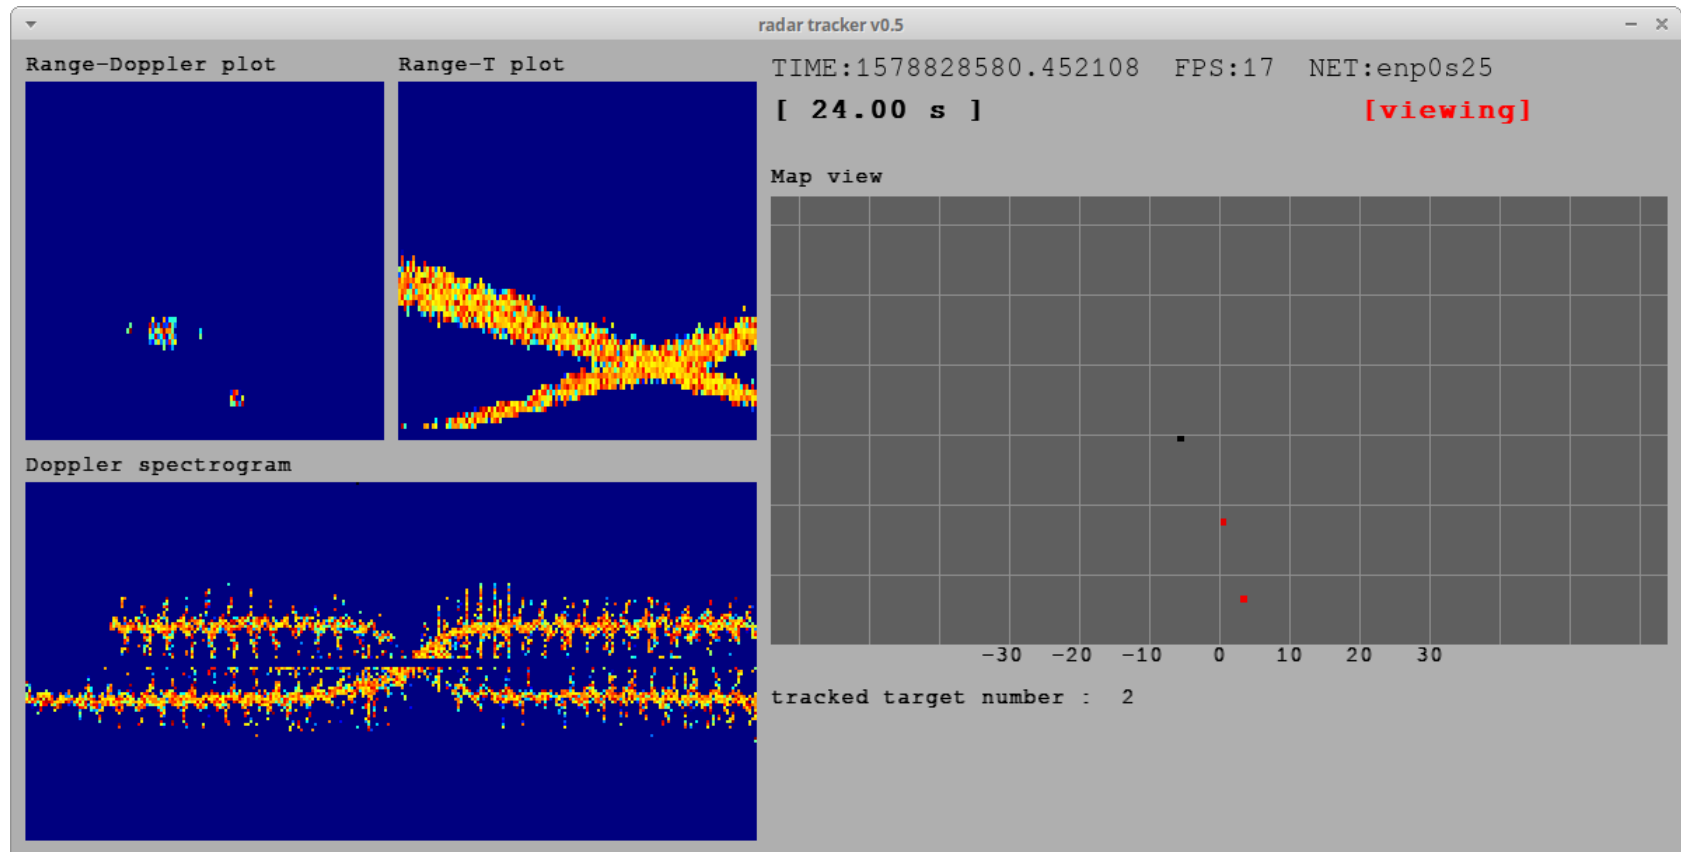 radar tracker v0.5
Range-Doppler plot
Range-T plot
TIME:1578828580.452108 FPS:17 NET:enp0s25
[ 24.00 s ]
[viewing]
Map view
Doppler spectrogram
-30 -20 -10 0 10 20 30
tracked target number : 2